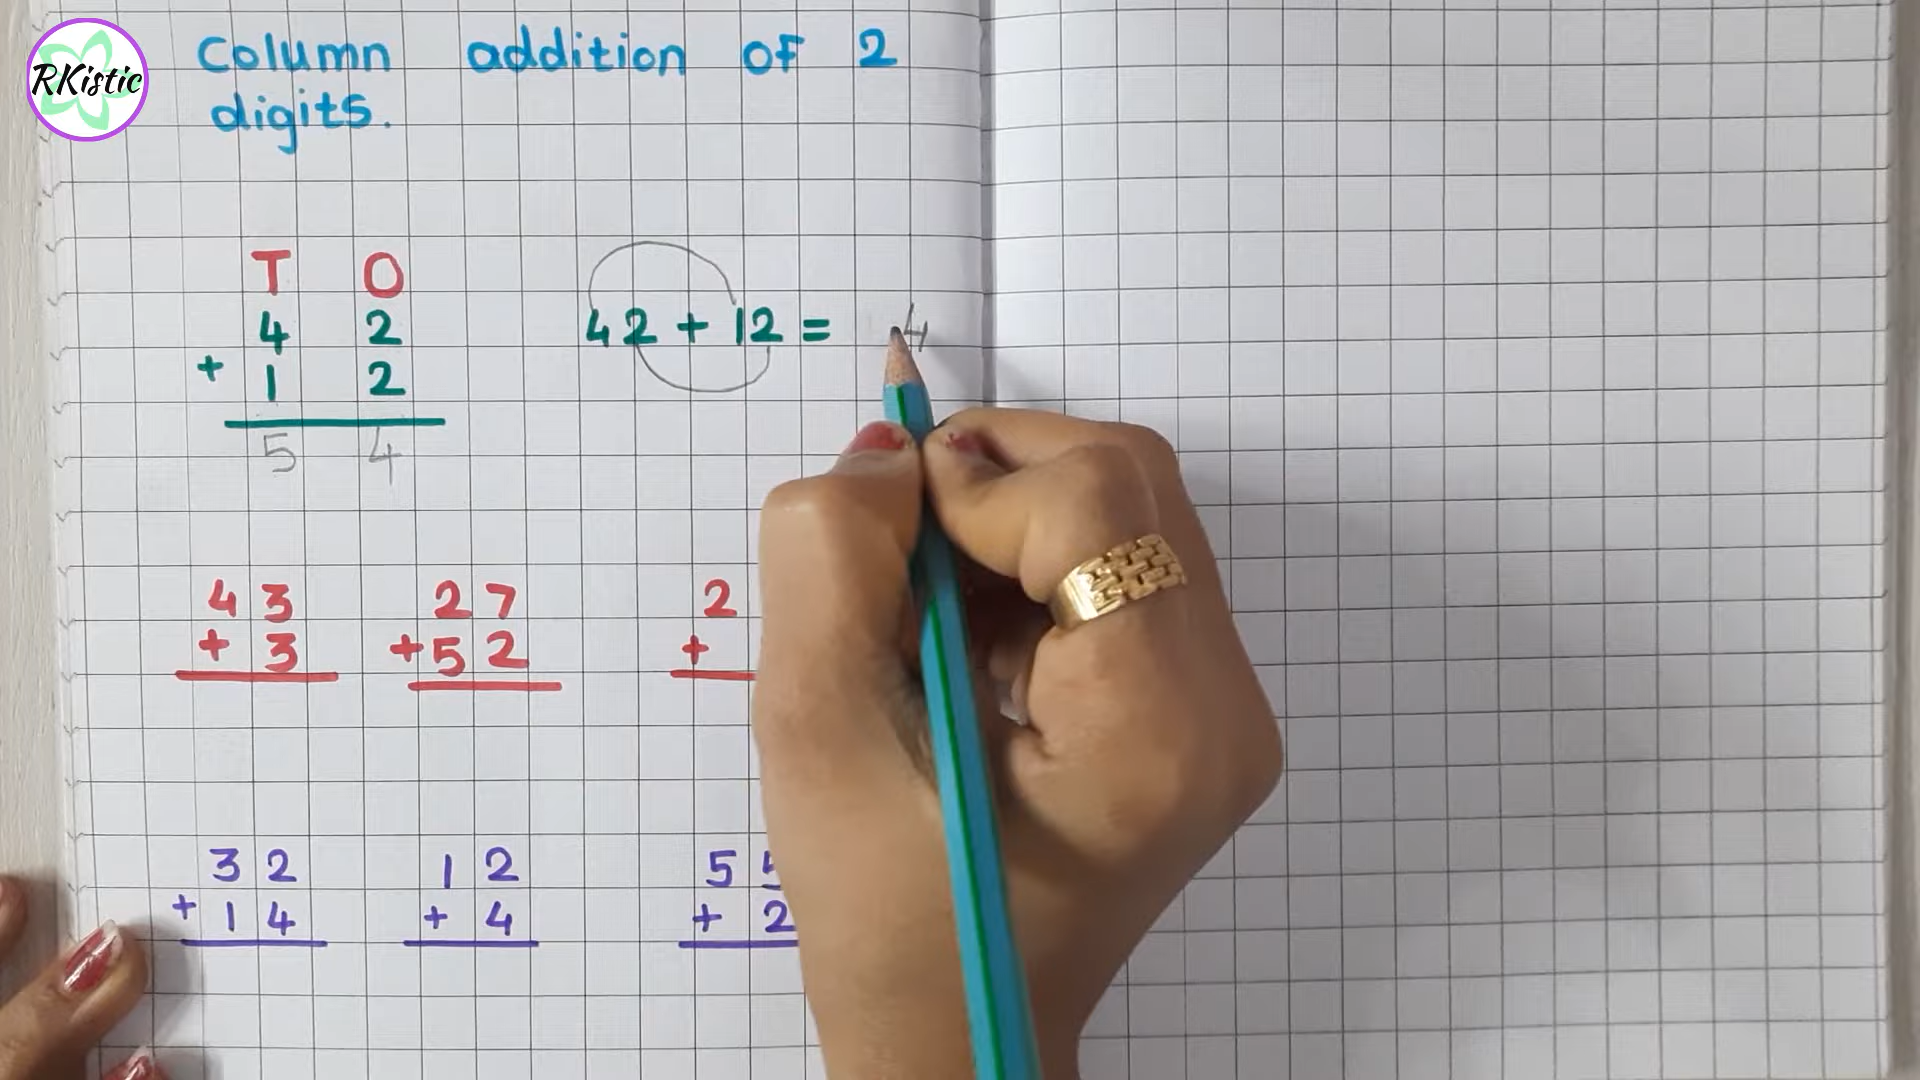 RKistic
Column addition of 2
digits.
T O
4 2
+ 1 2
5 4
42 + 12 = 4
4 3
+ 3
2 7
+ 5 2
2
+
3 2
+ 1 4
1 2
+ 4
5 5
+ 2